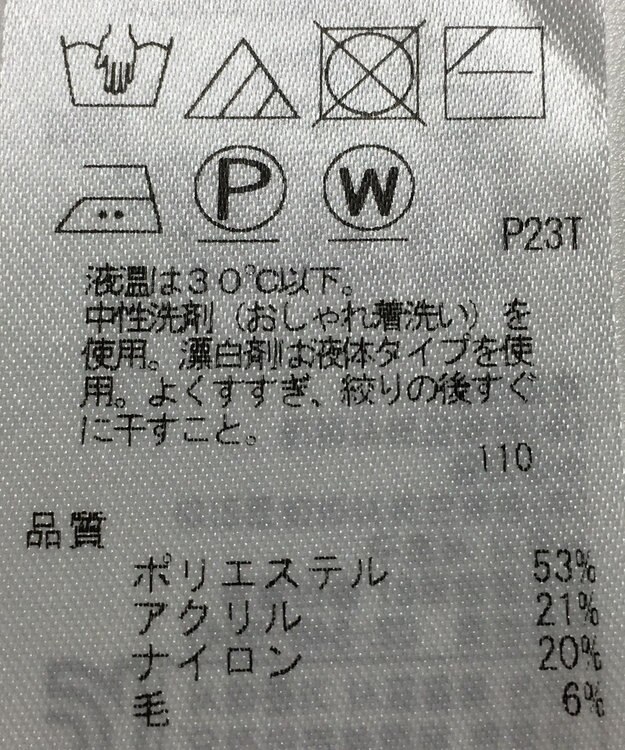 P W
P23T
液温は30℃以下。
中性洗剤(おしゃれ着洗い)を
使用。漂白剤は液体タイプを使
用。よくすすぎ、絞りの後すぐ
に干すこと。
110
品質
ポリエステル 53%
アクリル 21%
ナイロン 20%
毛 6%